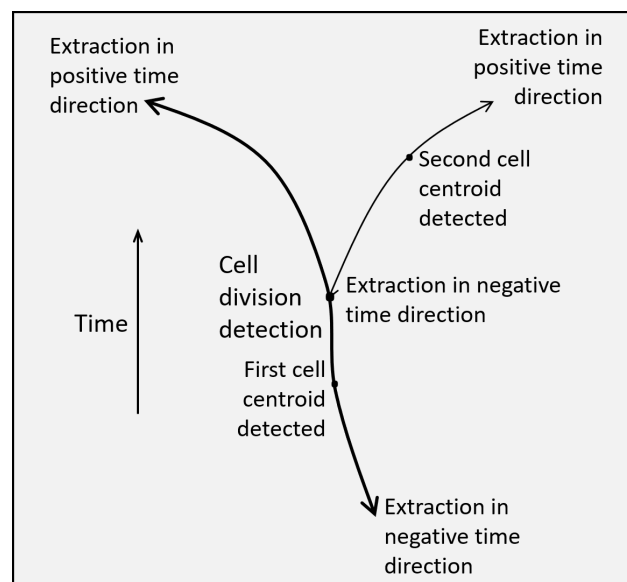 Extraction in
positive time
direction
Extraction in
positive time
direction
Second cell
centroid
detected
Cell
division
detection
Extraction in negative
time direction
Time
First cell
centroid
detected
Extraction in
negative time
direction